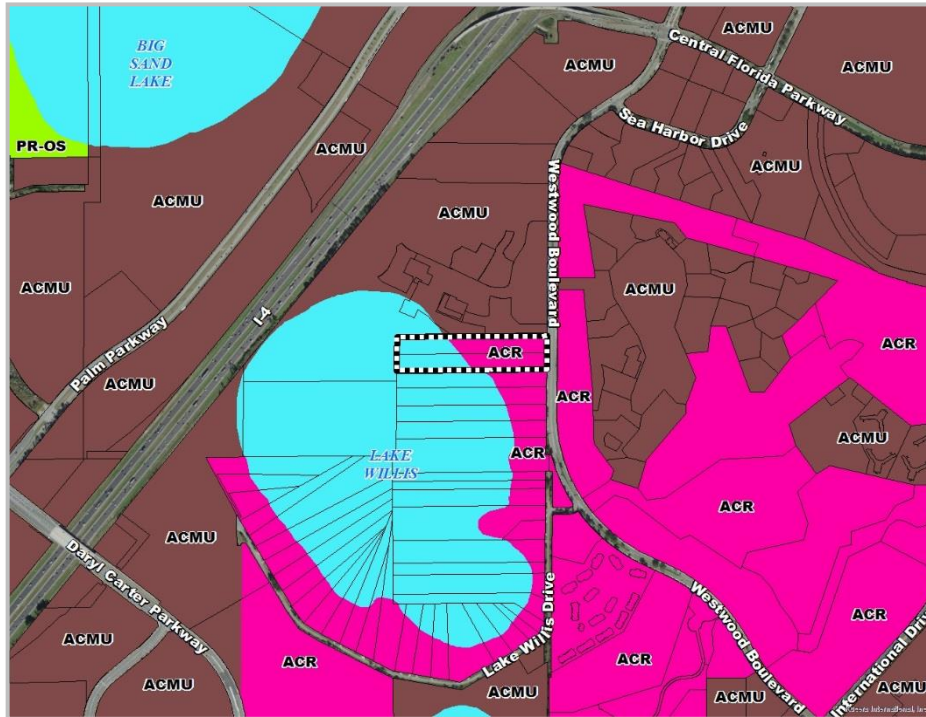 ACMU
Central Florida Parkway
ACMU
BIG
SAND
LAKE
ACMU
Sea Harbor Drive
PR-OS
ACMU
ACMU
ACMU
ACMU
Westwood Boulevard
ACMU
ACMU
ACMU
I-4
Palm Parkway
ACR
ACR
ACMU
ACR
ACMU
LAKE
WILLIS
ACR
ACMU
ACR
Daryl Carter Parkway
Westwood Boulevard
ACMU
ACR
Lake Willis Drive
ACR
ACR
International Drive
ACMU
ACMU
ACMU